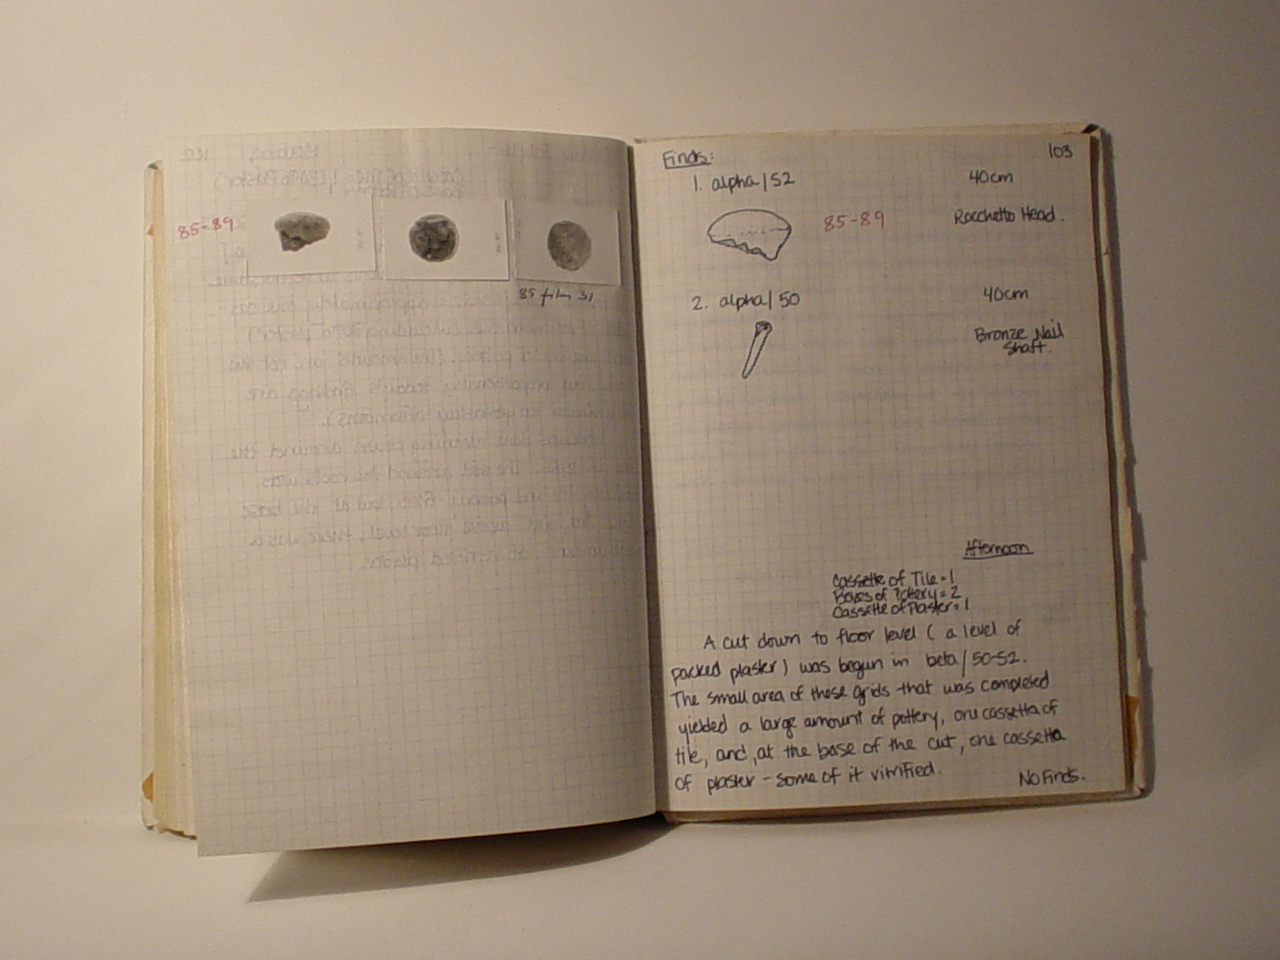 85-89
85 film 31
Finds:
103
1. alpha/52
40cm
85-89
Rocchetto Head.
2. alpha/50
40cm
Bronze Nail
Shaft.
Afternoon
Cassette of Tile=1
Boxes of Pottery=2
Cassette of Plaster=1
A cut down to floor level ( a level of
packed plaster) was begun in beta/50-52.
The small area of these grids that was completed
yielded a large amount of pottery, one cassetta of
tile, and, at the base of the cut, one cassetta
of plaster - some of it vitrified.
No Finds.